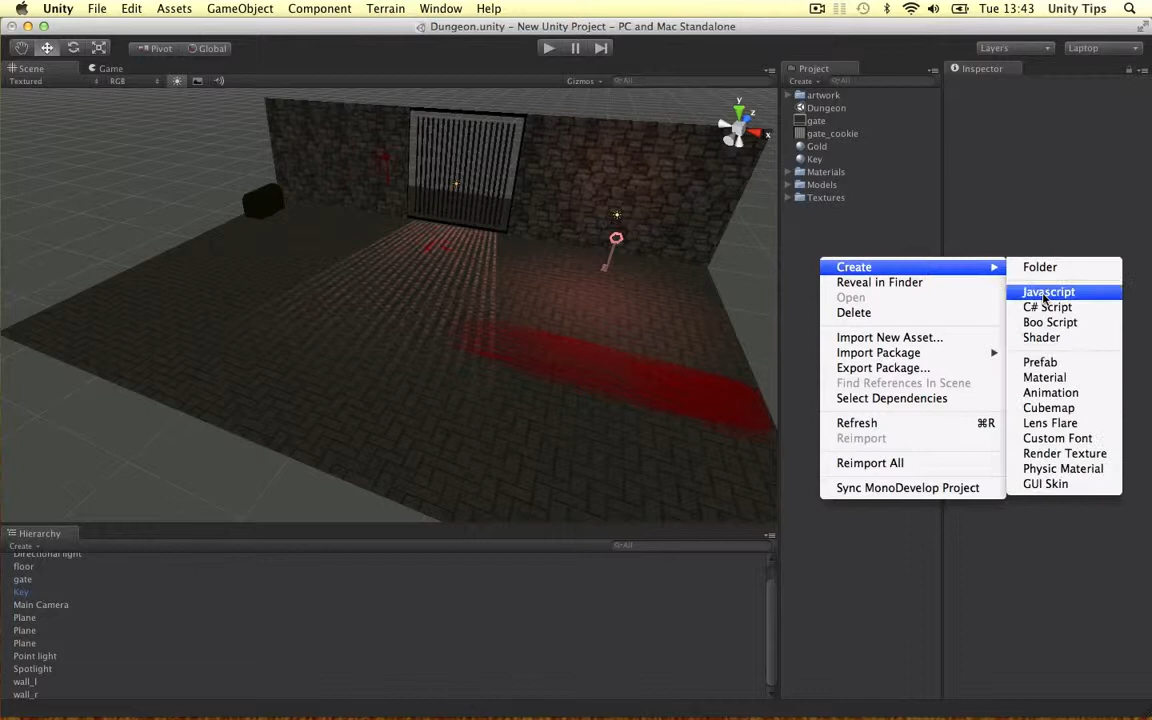 Unity File Edit Assets GameObject Component Terrain Window Help Tue 13:43 Unity Tips
Dungeon.unity - New Unity Project - PC and Mac Standalone
Pivot Global Layers Laptop
Scene Game Project Inspector
Textured RGB Gizmos All Create
artwork
Dungeon
gate
gate_cookie
Gold
Key
Materials
Models
Textures
y
z
x
Create
Reveal in Finder
Open
Delete
Import New Asset...
Import Package
Export Package...
Find References In Scene
Select Dependencies
Refresh ⌘R
Reimport
Reimport All
Sync MonoDevelop Project
Folder
Javascript
C# Script
Boo Script
Shader
Prefab
Material
Animation
Cubemap
Lens Flare
Custom Font
Render Texture
Physic Material
GUI Skin
Hierarchy
Create All
Directional light
floor
gate
Key
Main Camera
Plane
Plane
Plane
Point light
Spotlight
wall_l
wall_r